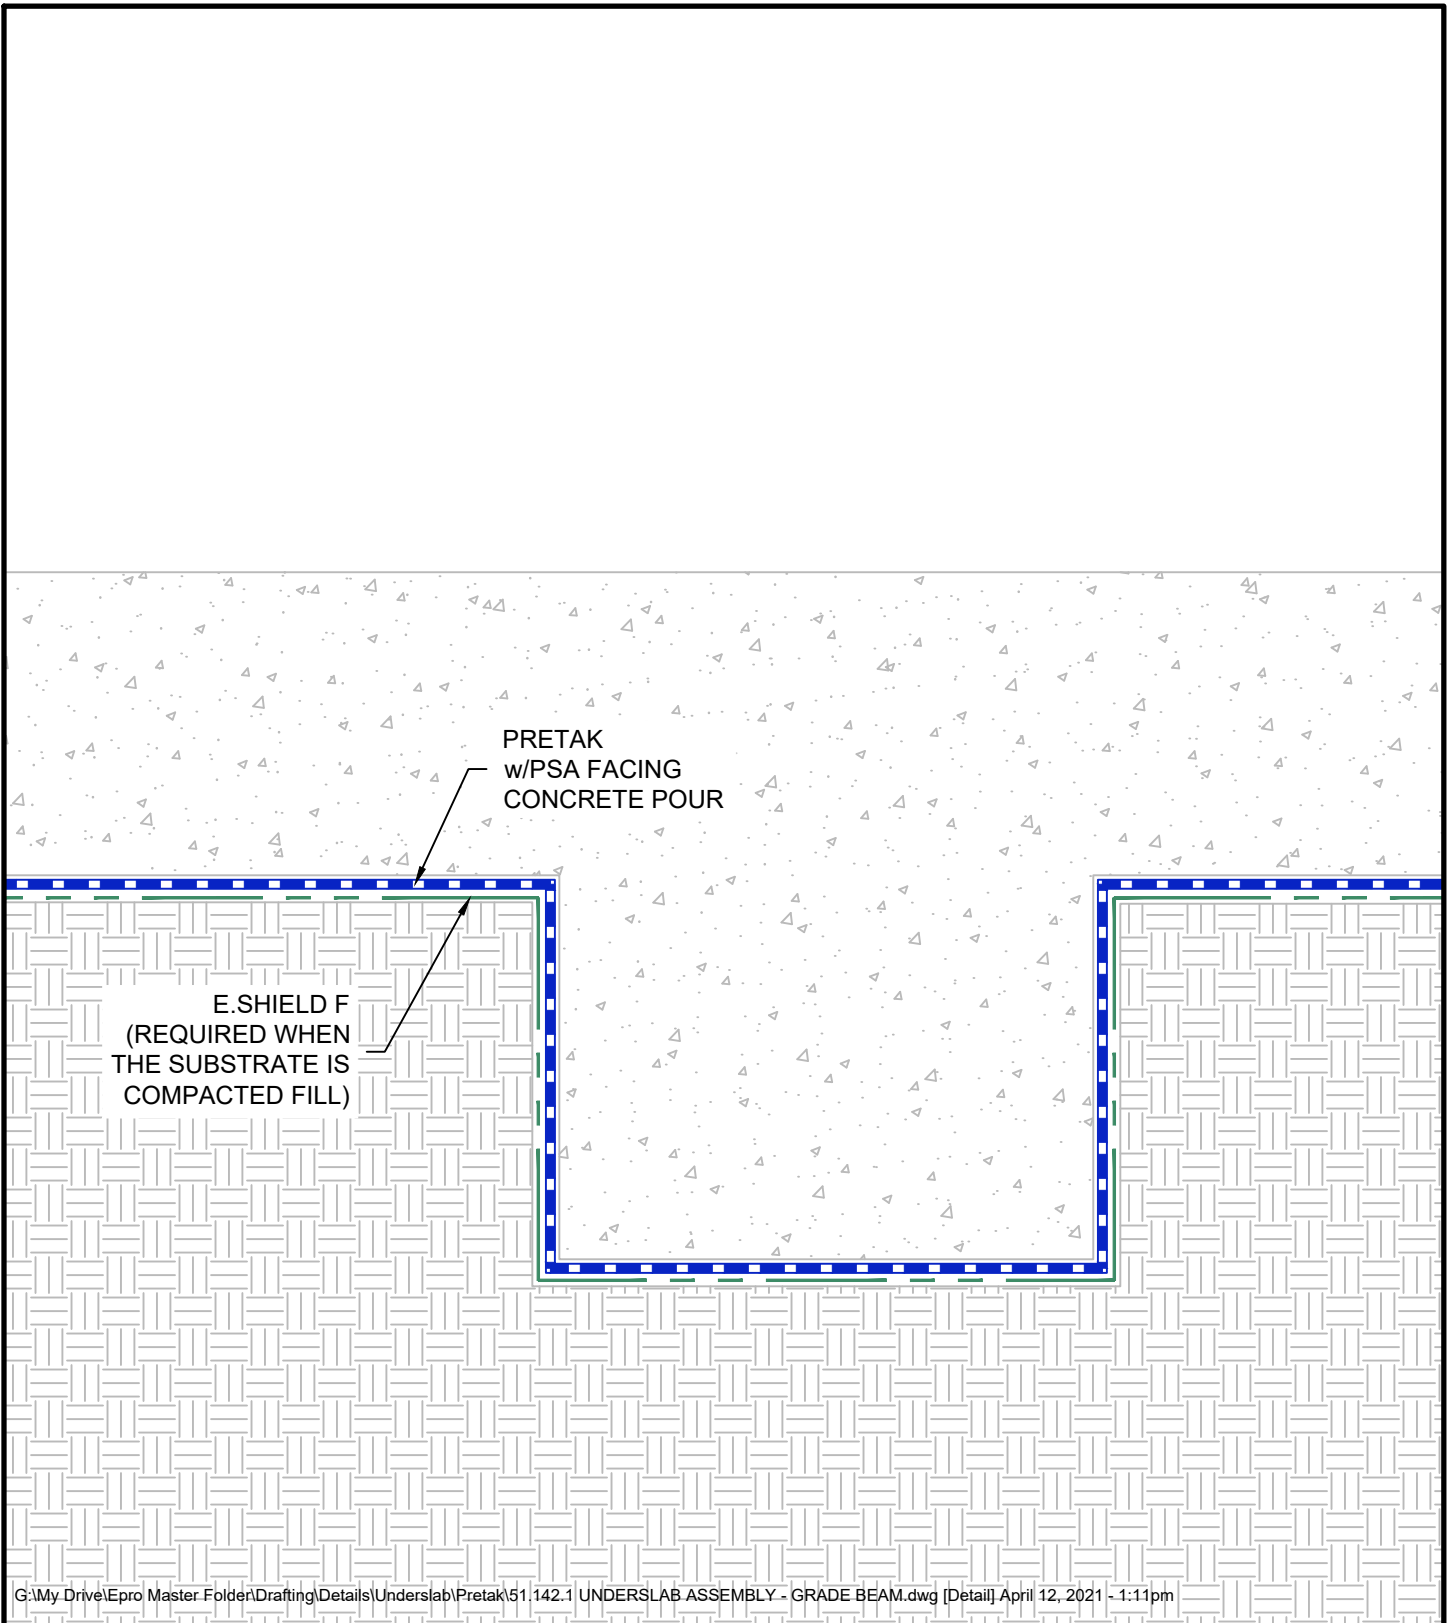 PRETAK
w/PSA FACING
CONCRETE POUR
E.SHIELD F
(REQUIRED WHEN
THE SUBSTRATE IS
COMPACTED FILL)
G:\My Drive\Epro Master Folder\Drafting\Details\Underslab\Pretak\51.142.1 UNDERSLAB ASSEMBLY - GRADE BEAM.dwg [Detail] April 12, 2021 - 1:11pm